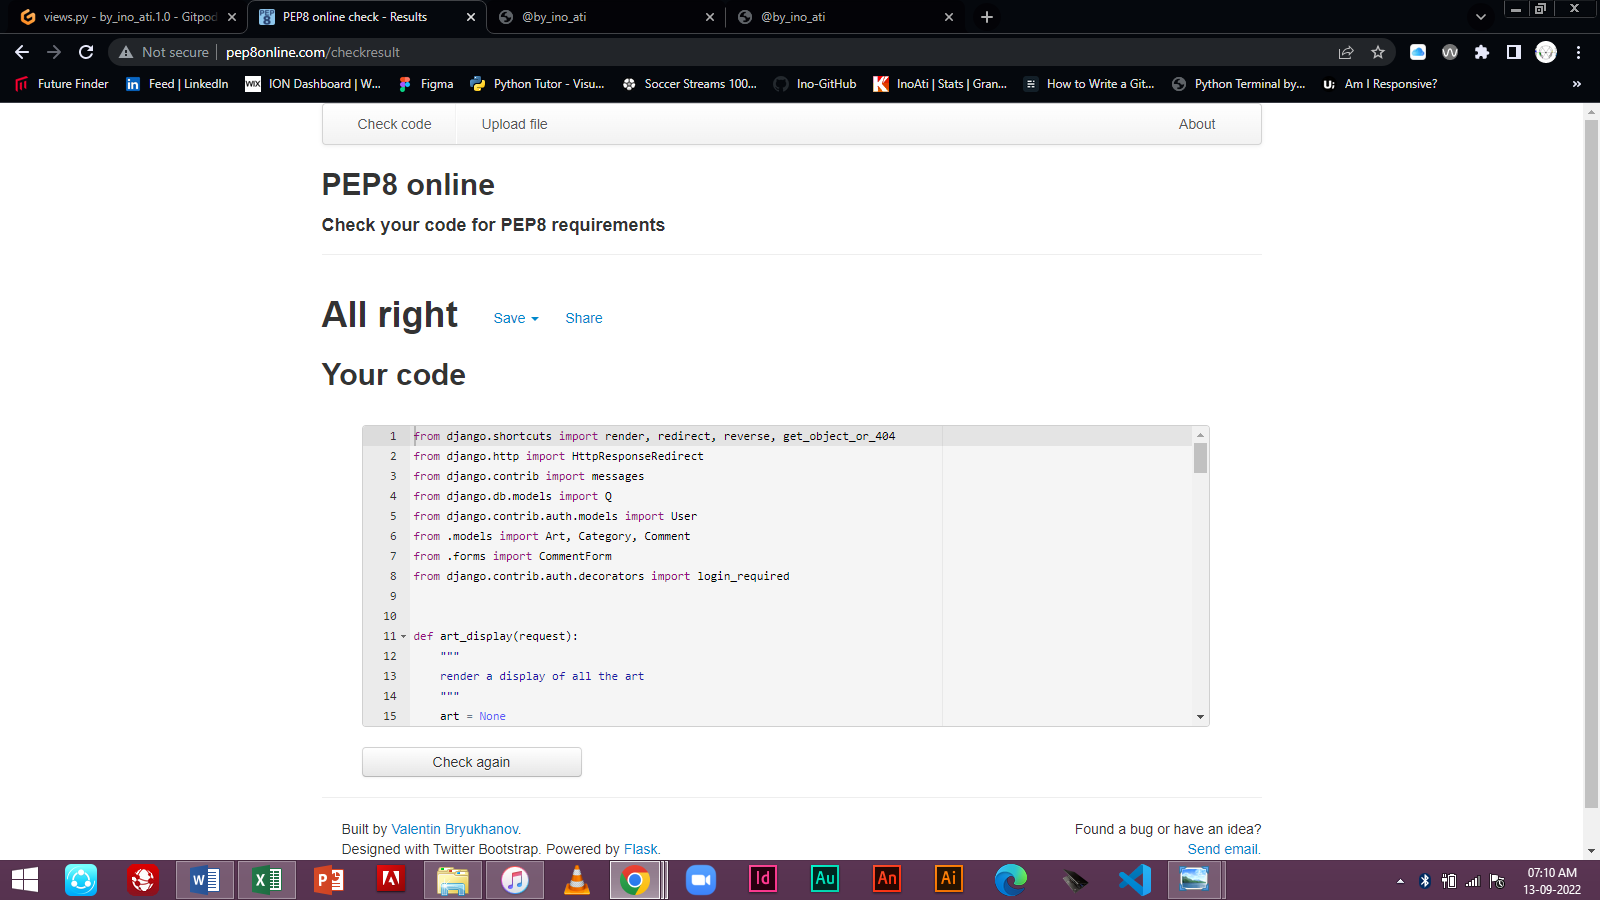 views.py - by_ino_ati.1.0 - Gitpod
PEP8 online check - Results
@by_ino_ati
@by_ino_ati
Not secure
pep8online.com/checkresult
Future Finder
Feed | LinkedIn
ION Dashboard | W...
Figma
Python Tutor - Visu...
Soccer Streams 100...
Ino-GitHub
InoAti | Stats | Gran...
How to Write a Git...
Python Terminal by...
Am I Responsive?
»
Check code
Upload file
About
PEP8 online
Check your code for PEP8 requirements
All right
Save
Share
Your code
1 from django.shortcuts import render, redirect, reverse, get_object_or_404
2 from django.http import HttpResponseRedirect
3 from django.contrib import messages
4 from django.db.models import Q
5 from django.contrib.auth.models import User
6 from .models import Art, Category, Comment
7 from .forms import CommentForm
8 from django.contrib.auth.decorators import login_required
9
10
11 def art_display(request):
12 """
13 render a display of all the art
14 """
15 art = None
Check again
Built by Valentin Bryukhanov.
Designed with Twitter Bootstrap. Powered by Flask.
Found a bug or have an idea?
Send email.
Id
Au
An
Ai
07:10 AM
13-09-2022